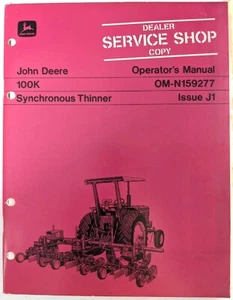 DEALER
SERVICE SHOP
COPY
John Deere
Operator's Manual
100K
OM-N159277
Synchronous Thinner
Issue J1